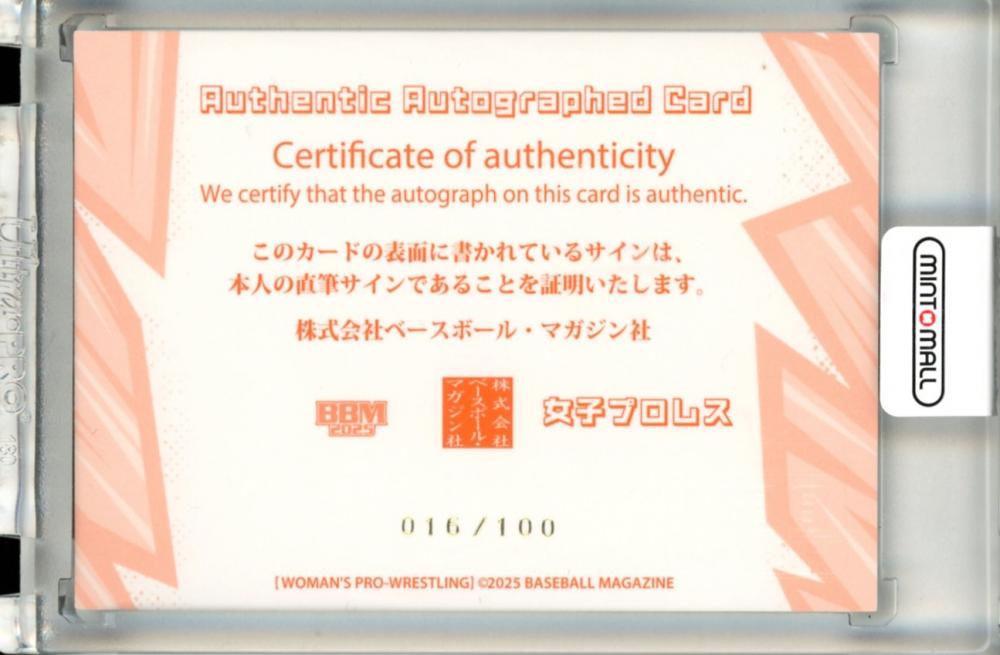 Authentic Autographed Card
Certificate of authenticity
We certify that the autograph on this card is authentic.
このカードの表面に書かれているサインは、
本人の直筆サインであることを証明いたします。
株式会社ベースボール・マガジン社
BBM
2025
株式会社
ベースボール・
マガジン社
女子プロレス
016/100
[WOMAN'S PRO-WRESTLING] ©2025 BASEBALL MAGAZINE
MINTOMALL